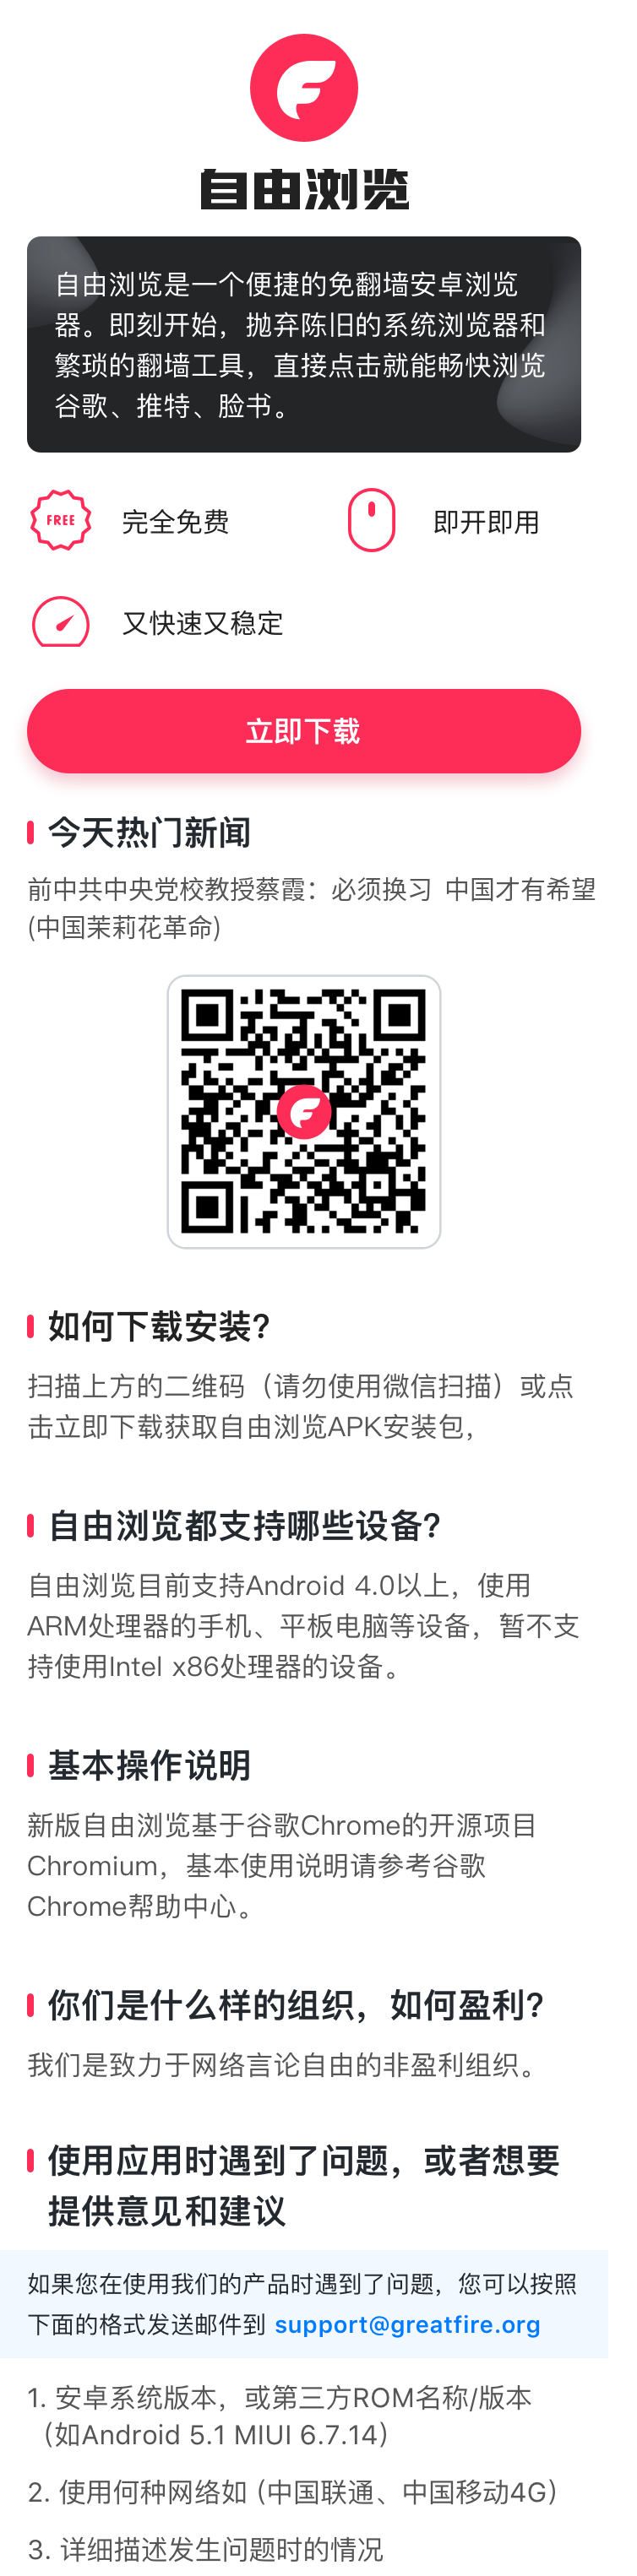 自由浏览
自由浏览是一个便捷的免翻墙安卓浏览
器。即刻开始，抛弃陈旧的系统浏览器和
繁琐的翻墙工具，直接点击就能畅快浏览
谷歌、推特、脸书。
FREE 完全免费 即开即用
又快速又稳定
立即下载
今天热门新闻
前中共中央党校教授蔡霞：必须换习 中国才有希望
(中国茉莉花革命)
如何下载安装?
扫描上方的二维码（请勿使用微信扫描）或点
击立即下载获取自由浏览APK安装包，
自由浏览都支持哪些设备?
自由浏览目前支持Android 4.0以上，使用
ARM处理器的手机、平板电脑等设备，暂不支
持使用Intel x86处理器的设备。
基本操作说明
新版自由浏览基于谷歌Chrome的开源项目
Chromium，基本使用说明请参考谷歌
Chrome帮助中心。
你们是什么样的组织，如何盈利?
我们是致力于网络言论自由的非盈利组织。
使用应用时遇到了问题，或者想要
提供意见和建议
如果您在使用我们的产品时遇到了问题，您可以按照
下面的格式发送邮件到 support@greatfire.org
1. 安卓系统版本，或第三方ROM名称/版本
（如Android 5.1 MIUI 6.7.14）
2. 使用何种网络如 (中国联通、中国移动4G）
3. 详细描述发生问题时的情况